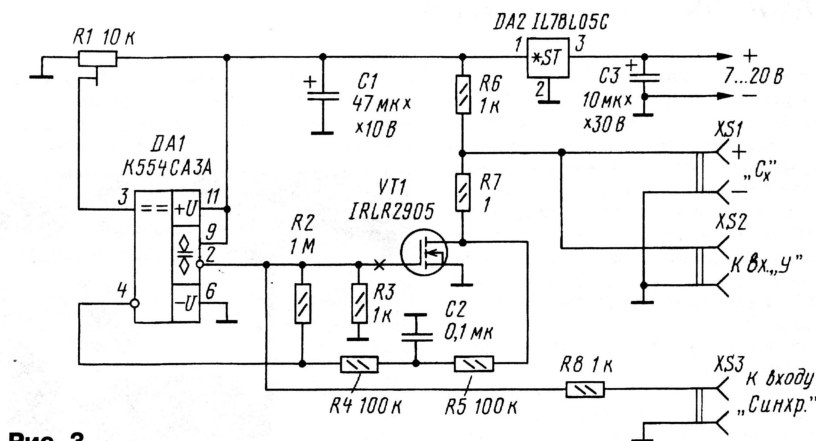 DA2 IL78L05C
R1 10 к
1
3
*ST
2
+
7...20 В
−
C1
47 мк×
×10 В
R6
1 к
C3
10 мк×
×30 В
XS1
+
„Cx"
−
DA1
К554СА3А
3
==
+U
11
9
2
4
−U
6
R2
1 М
VT1
IRLR2905
R7
1
XS2
К вх. „У"
R3
1 к
C2
0,1 мк
R4 100 к
R5 100 к
R8 1 к
XS3
К входу
„Синхр."
Рис. 3